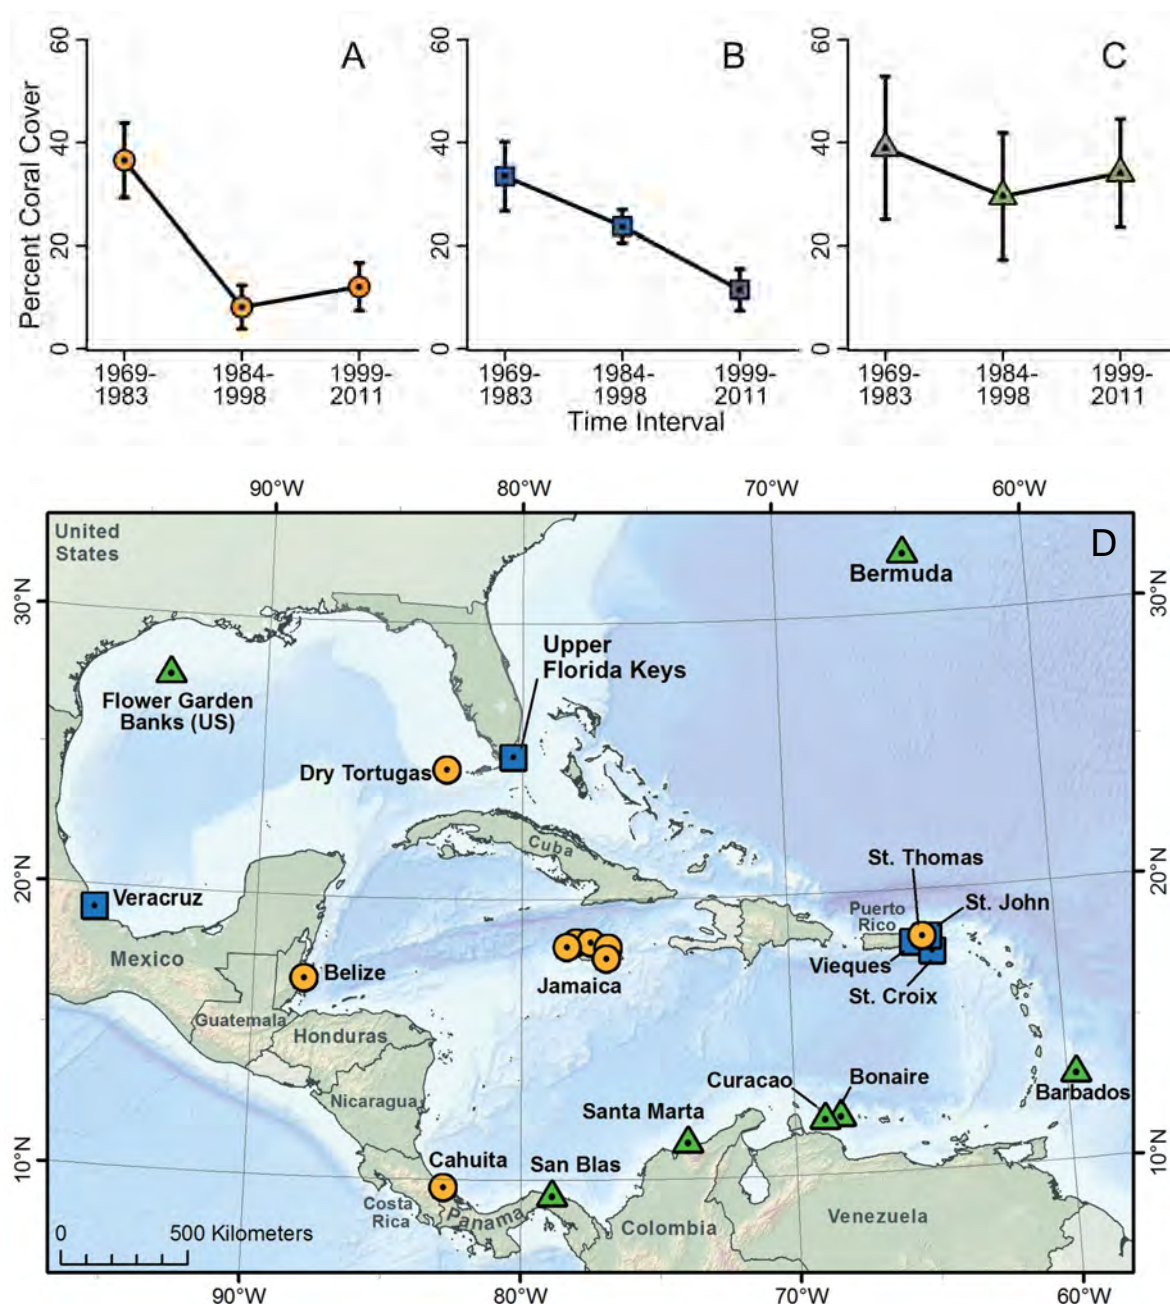 A
B
C
Percent Coral Cover
60
40
20
0
60
40
20
0
60
40
20
0
1969-
1983
1984-
1998
1999-
2011
1969-
1983
1984-
1998
1999-
2011
1969-
1983
1984-
1998
1999-
2011
Time Interval
90°W
80°W
70°W
60°W
D
United
States
Bermuda
30°N
30°N
Upper
Florida Keys
Flower Garden
Banks (US)
Dry Tortugas
Cuba
St. Thomas
20°N
20°N
Veracruz
St. John
Puerto
Rico
Mexico
Belize
Vieques
Jamaica
St. Croix
Guatemala
Honduras
Curacao
Bonaire
Nicaragua
Barbados
Santa Marta
10°N
10°N
Cahuita
San Blas
Costa
Rica
Panama
Colombia
Venezuela
0
500 Kilometers
90°W
80°W
70°W
60°W